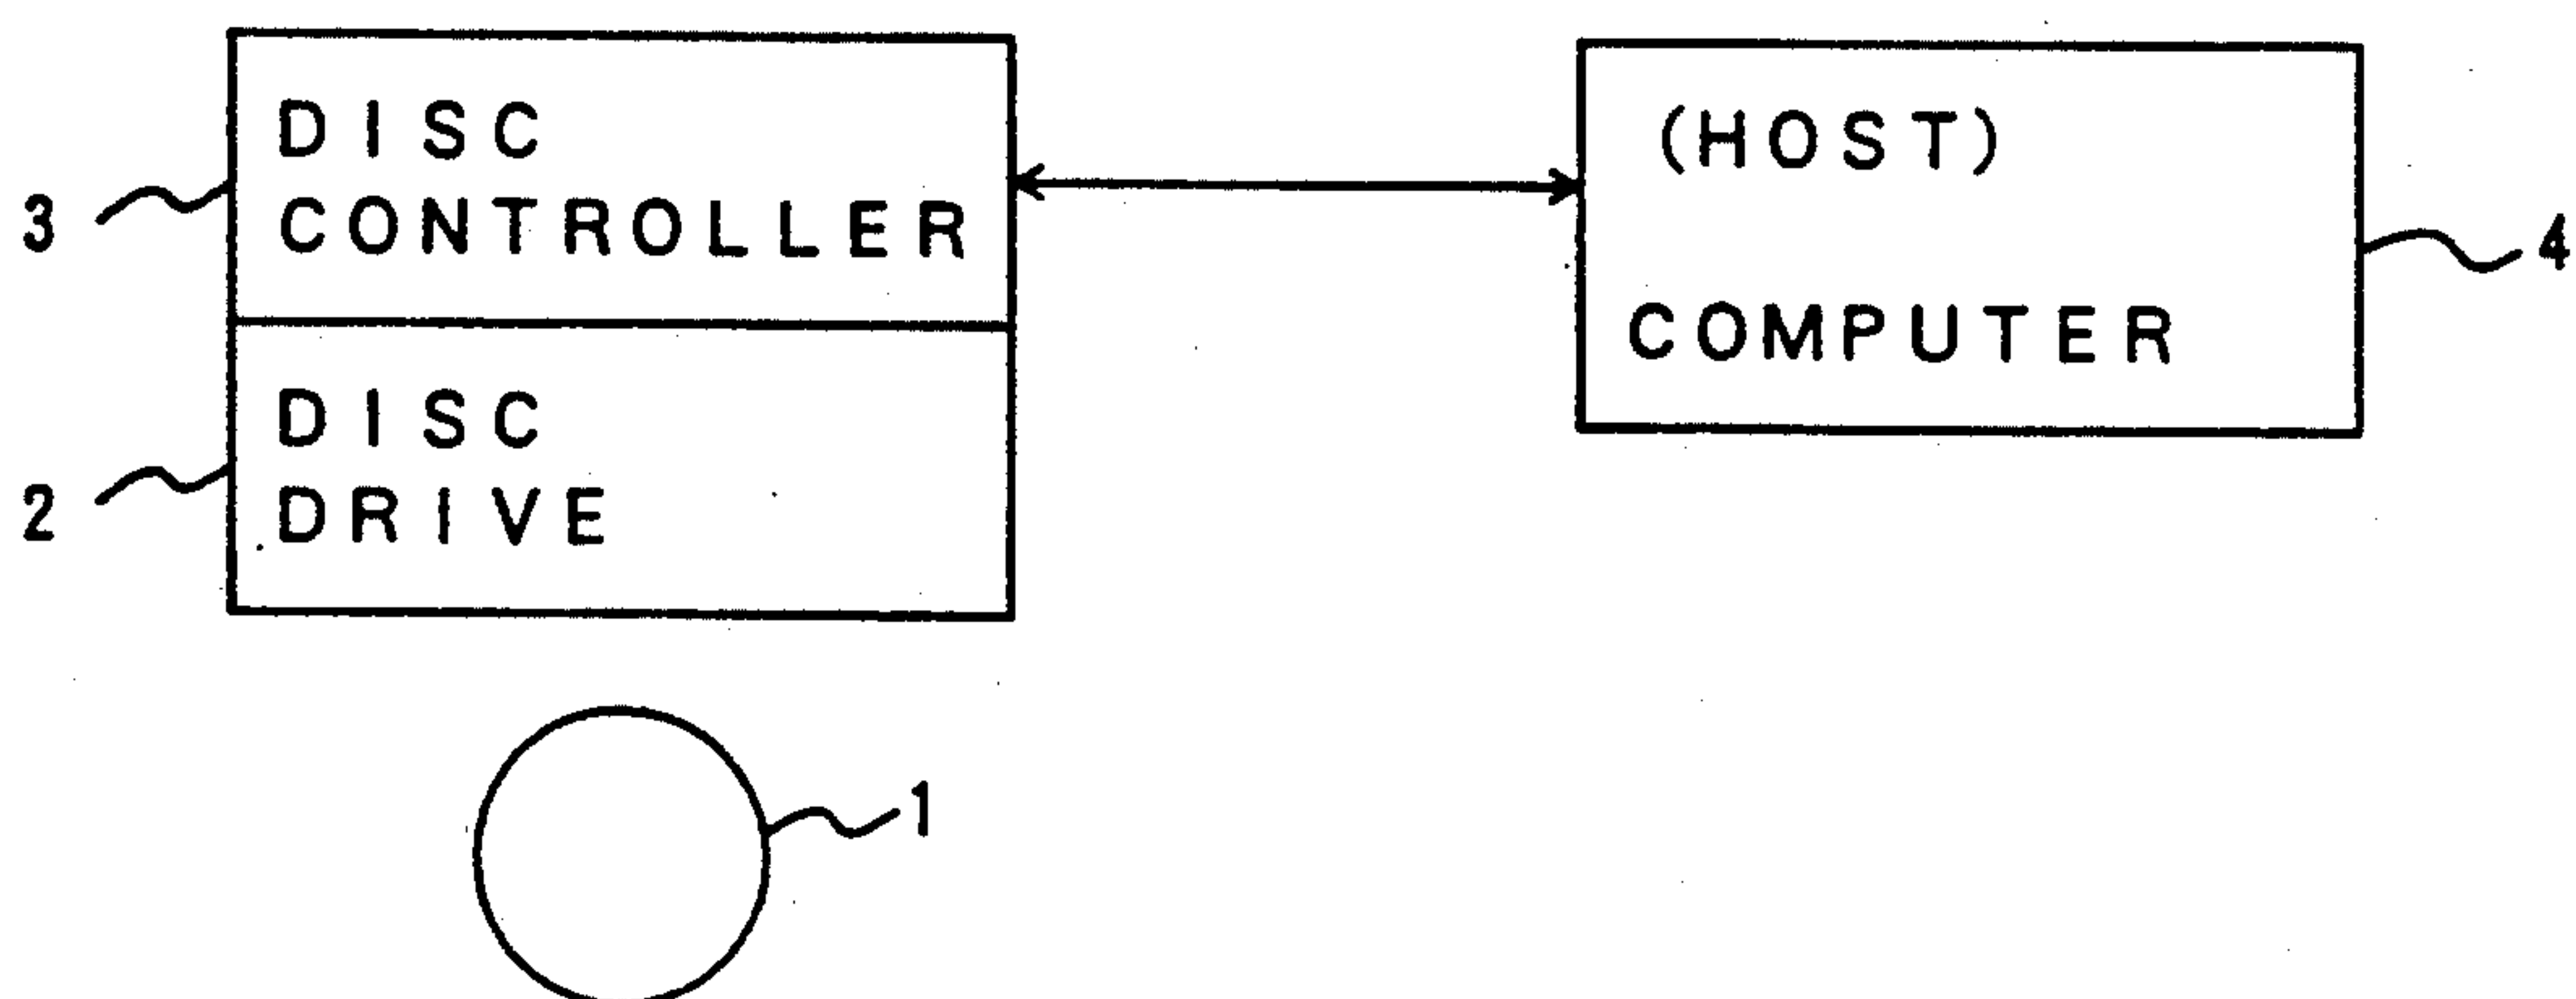 DISC
CONTROLLER
3
DISC
DRIVE
2
(HOST)
COMPUTER
4
1